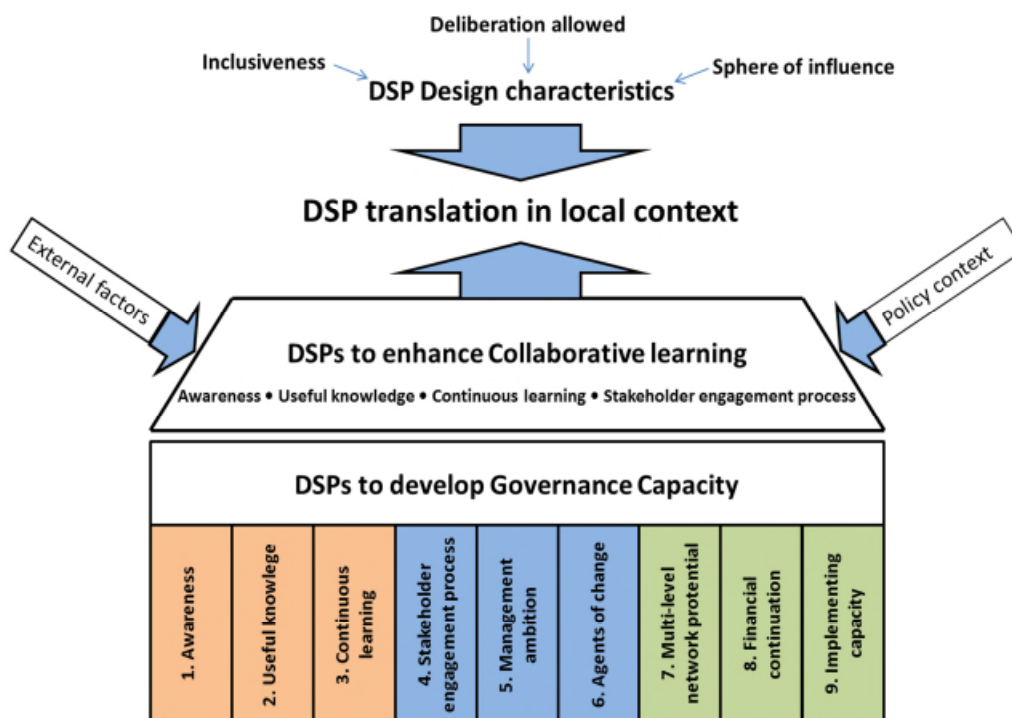 Deliberation allowed
Inclusiveness
Sphere of influence
DSP Design characteristics
DSP translation in local context
External factors
Policy context
DSPs to enhance Collaborative learning
Awareness • Useful knowledge • Continuous learning • Stakeholder engagement process
DSPs to develop Governance Capacity
1. Awareness
2. Useful knowlege
3. Continuous
learning
4. Stakeholder
engagement process
5. Management
ambition
6. Agents of change
7. Multi-level
network protential
8. Financial
continuation
9. Implementing
capacity